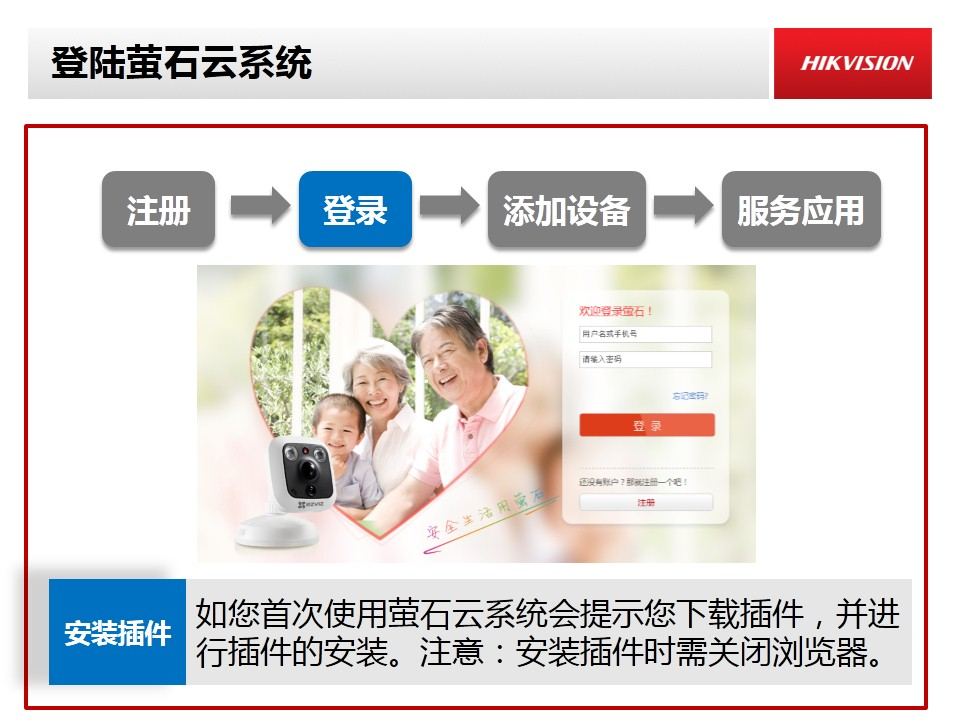 登陆萤石云系统
HIKVISION
注册
登录
添加设备
服务应用
欢迎登录萤石！
用户名或手机号
请输入密码
忘记密码?
登 录
还没有账户？那就注册一个吧！
注册
EZVIZ
安全生活用萤石
安装插件
如您首次使用萤石云系统会提示您下载插件，并进
行插件的安装。注意：安装插件时需关闭浏览器。